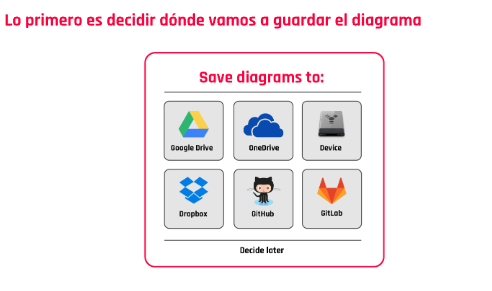 Lo primero es decidir dónde vamos a guardar el diagrama
Save diagrams to:
Google Drive OneDrive Device
Dropbox GitHub GitLab
Decide later